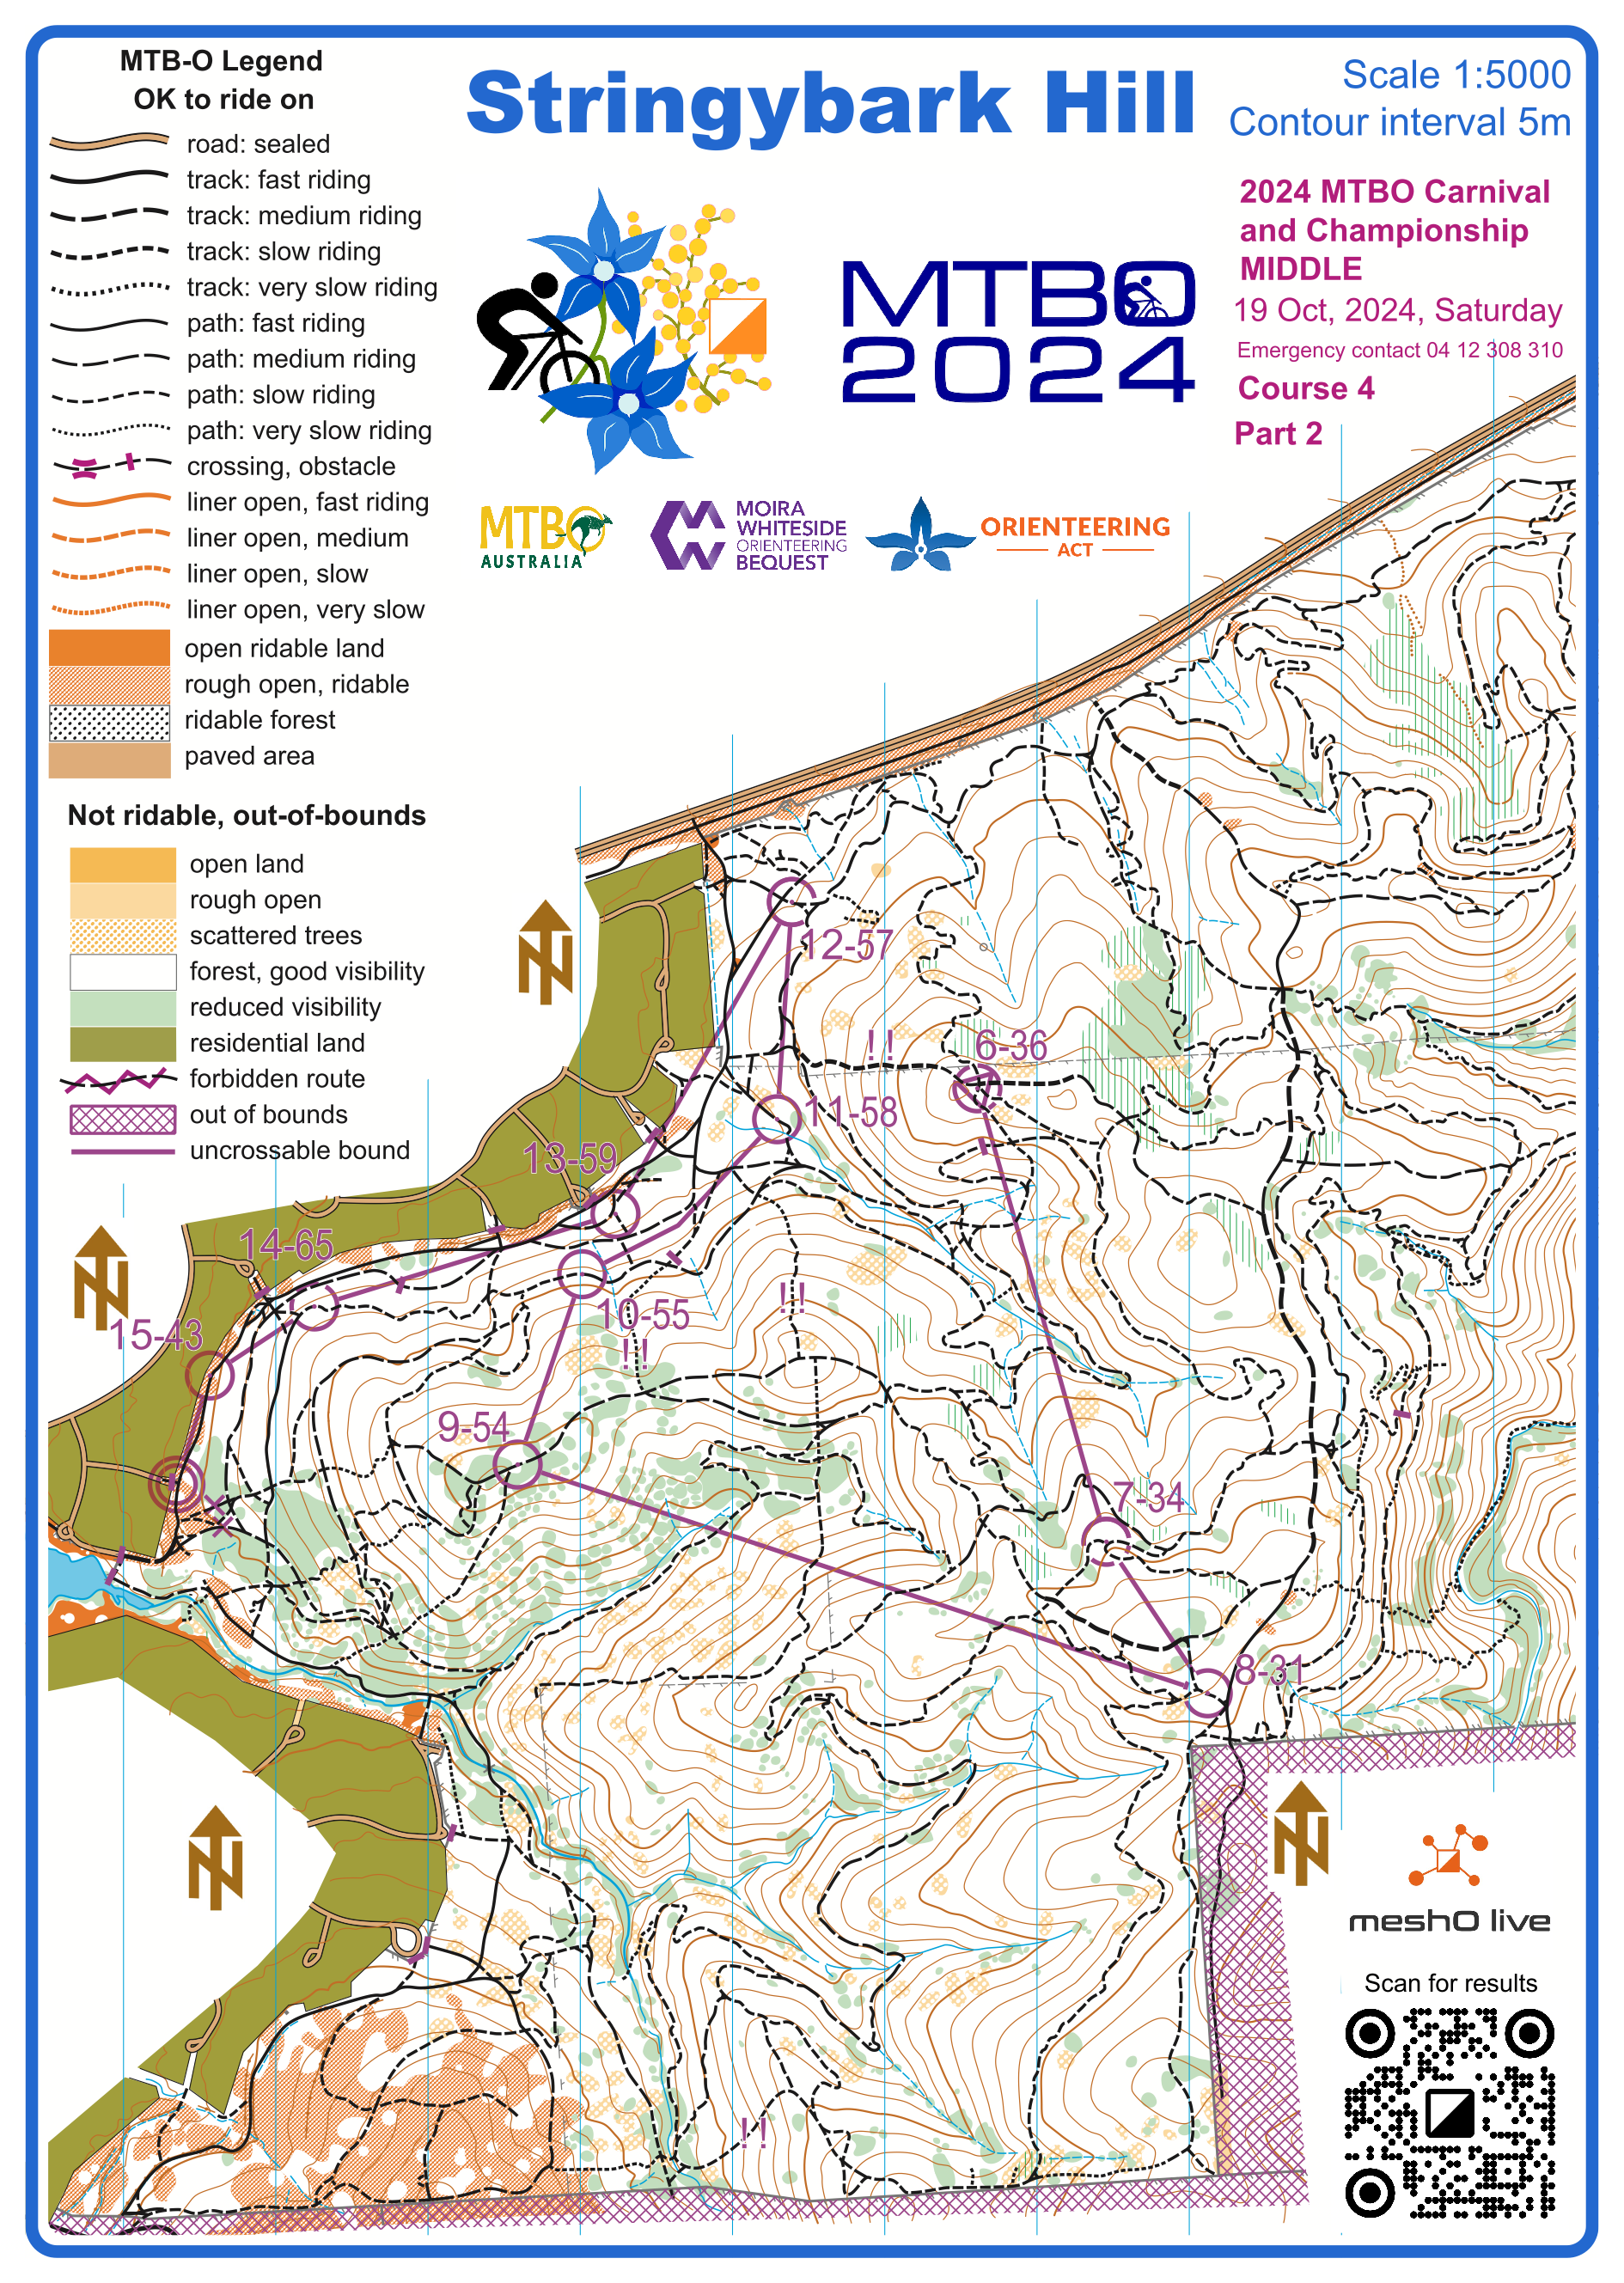 MTB-O Legend
OK to ride on
road: sealed
track: fast riding
track: medium riding
track: slow riding
track: very slow riding
path: fast riding
path: medium riding
path: slow riding
path: very slow riding
crossing, obstacle
liner open, fast riding
liner open, medium
liner open, slow
liner open, very slow
open ridable land
rough open, ridable
ridable forest
paved area
Not ridable, out-of-bounds
open land
rough open
scattered trees
forest, good visibility
reduced visibility
residential land
forbidden route
out of bounds
uncrossable bound
Stringybark Hill
Scale 1:5000
Contour interval 5m
2024 MTBO Carnival
and Championship
MIDDLE
19 Oct, 2024, Saturday
Emergency contact 04 12 308 310
Course 4
Part 2
MTBO
2024
MTBO
AUSTRALIA
MOIRA
WHITESIDE
ORIENTEERING
BEQUEST
ORIENTEERING
ACT
N
12-57
!!
6-36
11-58
13-59
14-65
N
!!
10-55
15-43
!!
9-54
7-34
8-31
N
N
!!
meshO live
Scan for results